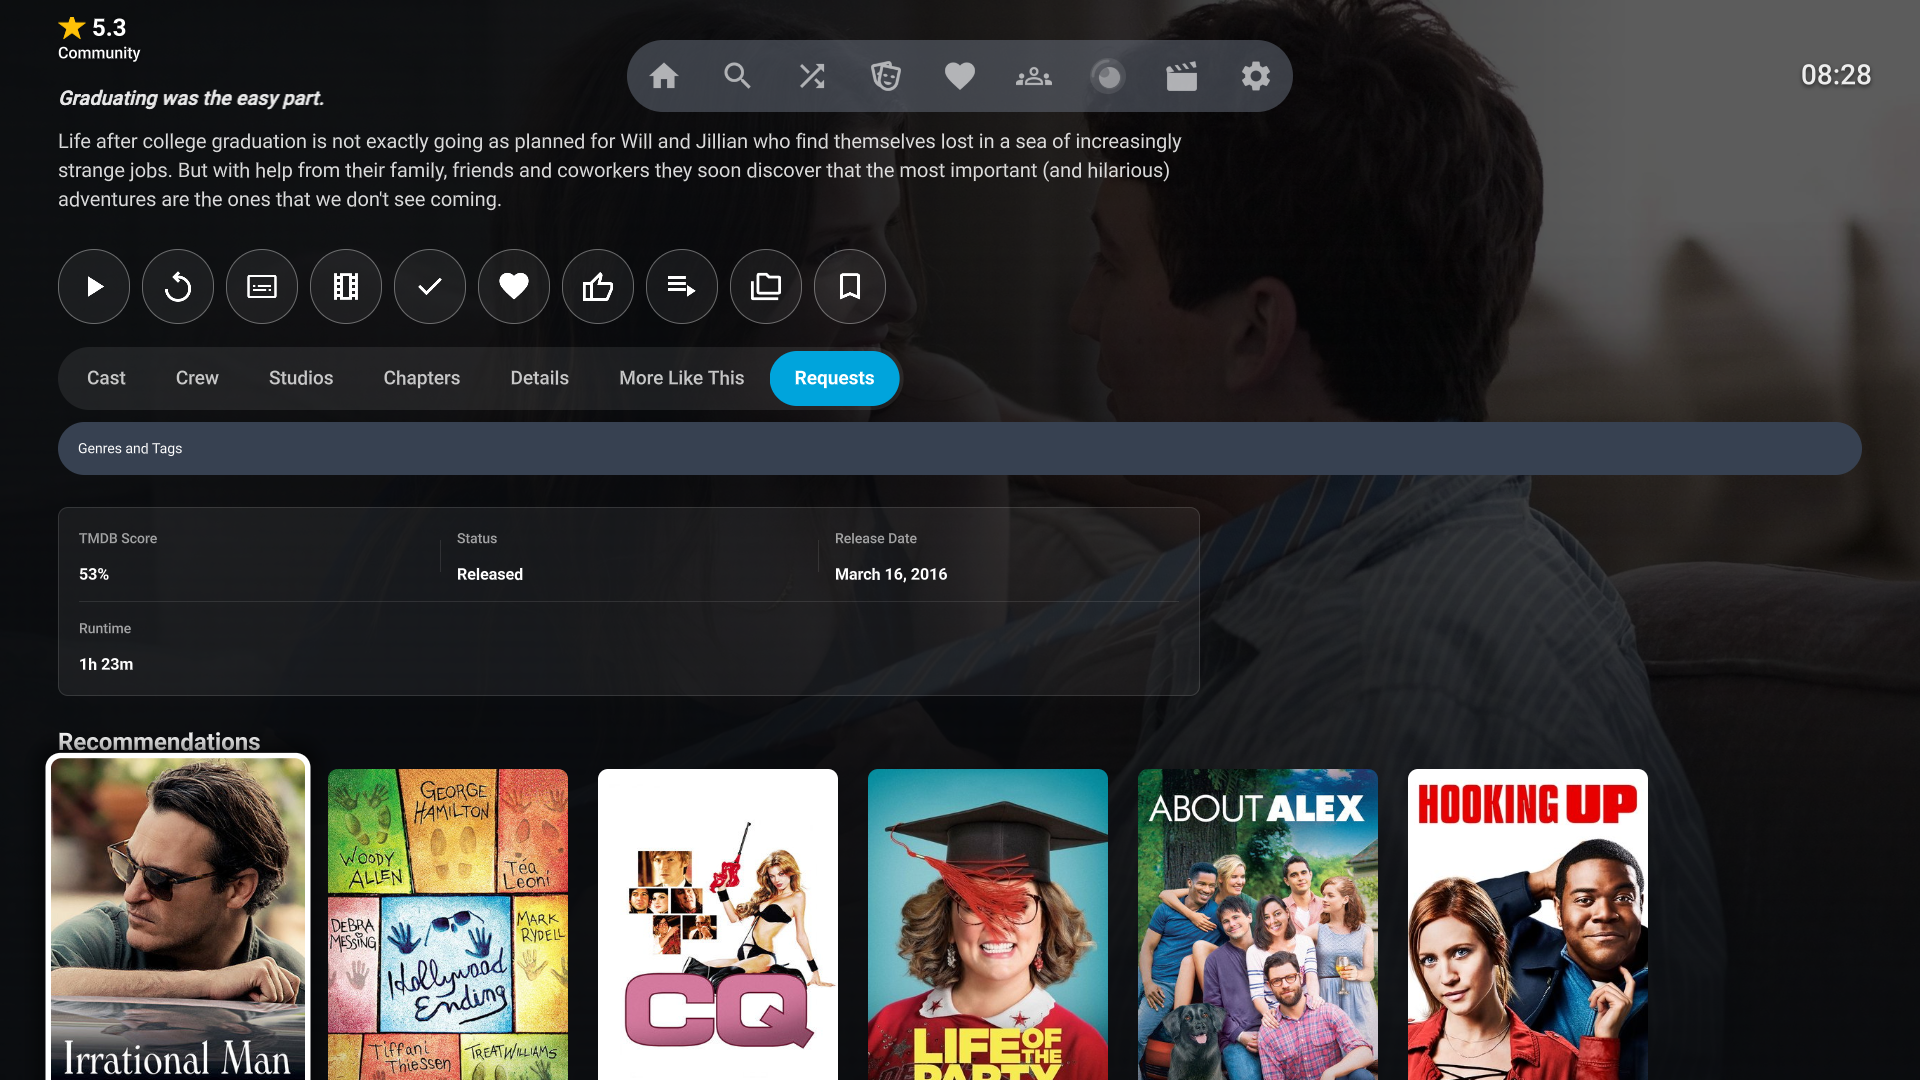 5.3
Community
08:28
Graduating was the easy part.
Life after college graduation is not exactly going as planned for Will and Jillian who find themselves lost in a sea of increasingly
strange jobs. But with help from their family, friends and coworkers they soon discover that the most important (and hilarious)
adventures are the ones that we don't see coming.
Cast Crew Studios Chapters Details More Like This Requests
Genres and Tags
TMDB Score Status Release Date
53% Released March 16, 2016
Runtime
1h 23m
Recommendations
Irrational Man
GEORGE
HAMILTON
WOODY
ALLEN
Téa
Leoni
DEBRA
MESSING
MARK
RYDELL
Hollywood
Ending
Tiffani
Thiessen
TREAT WILLIAMS
CQ
LIFE OF
THE
PARTY
ABOUT ALEX
HOOKING UP